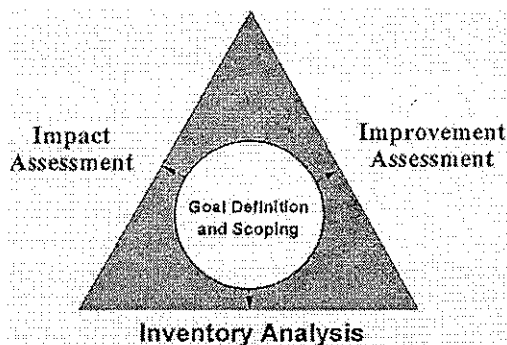 Impact
Assessment
Improvement
Assessment
Goal Definition
and Scoping
Inventory Analysis